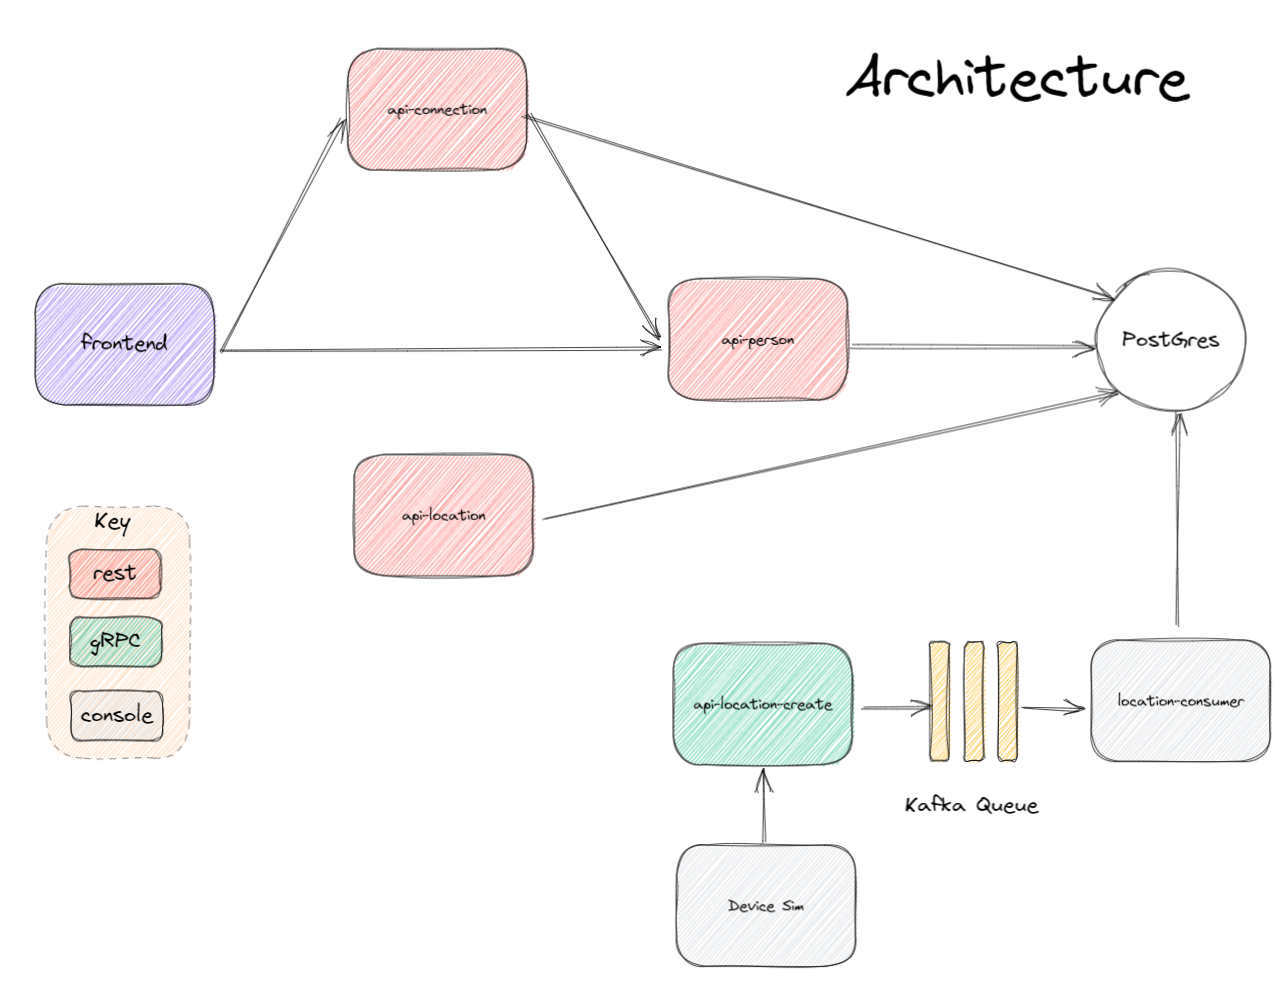 Architecture
api-connection
frontend
api-person
PostGres
api-location
Key
rest
gRPC
console
api-location-create
location-consumer
Kafka Queue
Device Sim